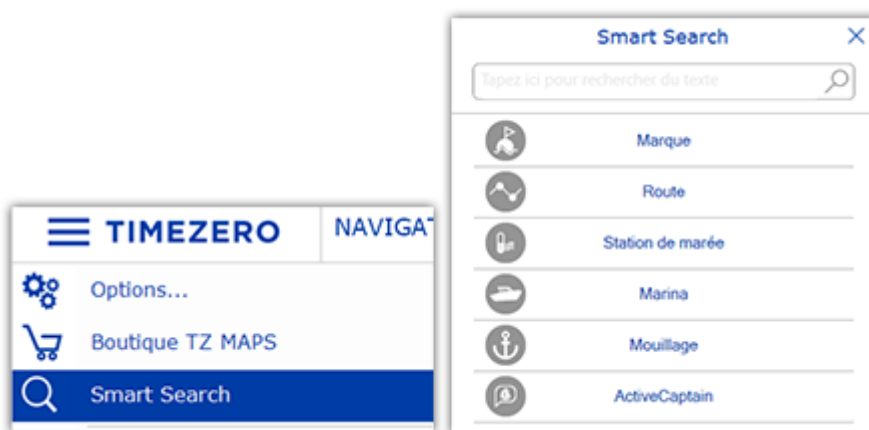 TIMEZERO
NAVIGAT
Options...
Boutique TZ MAPS
Smart Search
Smart Search
Tapez ici pour rechercher du texte
Marque
Route
Station de marée
Marina
Mouillage
ActiveCaptain